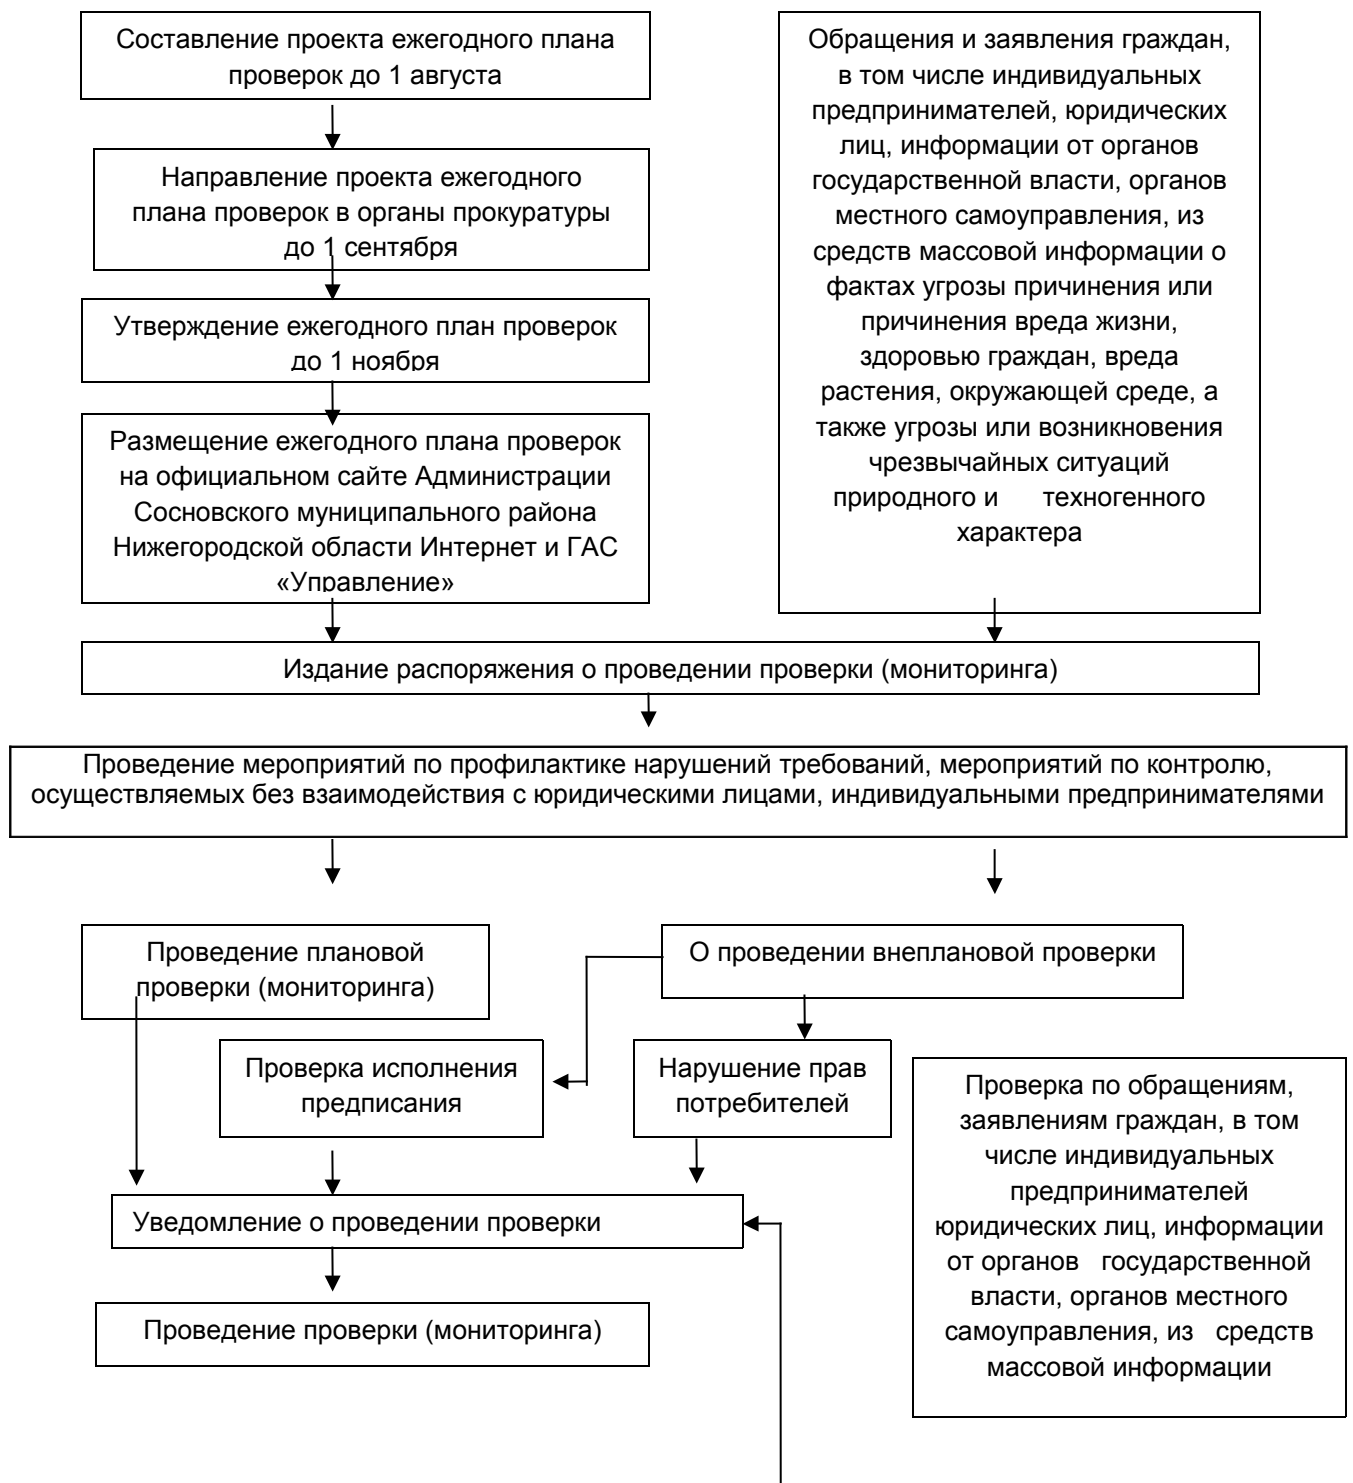 Составление проекта ежегодного плана
проверок до 1 августа
Направление проекта ежегодного
плана проверок в органы прокуратуры
до 1 сентября
Утверждение ежегодного план проверок
до 1 ноября
Размещение ежегодного плана проверок
на официальном сайте Администрации
Сосновского муниципального района
Нижегородской области Интернет и ГАС
«Управление»
Обращения и заявления граждан,
в том числе индивидуальных
предпринимателей, юридических
лиц, информации от органов
государственной власти, органов
местного самоуправления, из
средств массовой информации о
фактах угрозы причинения или
причинения вреда жизни,
здоровью граждан, вреда
растения, окружающей среде, а
также угрозы или возникновения
чрезвычайных ситуаций
природного и техногенного
характера
Издание распоряжения о проведении проверки (мониторинга)
Проведение мероприятий по профилактике нарушений требований, мероприятий по контролю,
осуществляемых без взаимодействия с юридическими лицами, индивидуальными предпринимателями
Проведение плановой
проверки (мониторинга)
О проведении внеплановой проверки
Проверка исполнения
предписания
Нарушение прав
потребителей
Проверка по обращениям,
заявлениям граждан, в том
числе индивидуальных
предпринимателей
юридических лиц, информации
от органов государственной
власти, органов местного
самоуправления, из средств
массовой информации
Уведомление о проведении проверки
Проведение проверки (мониторинга)